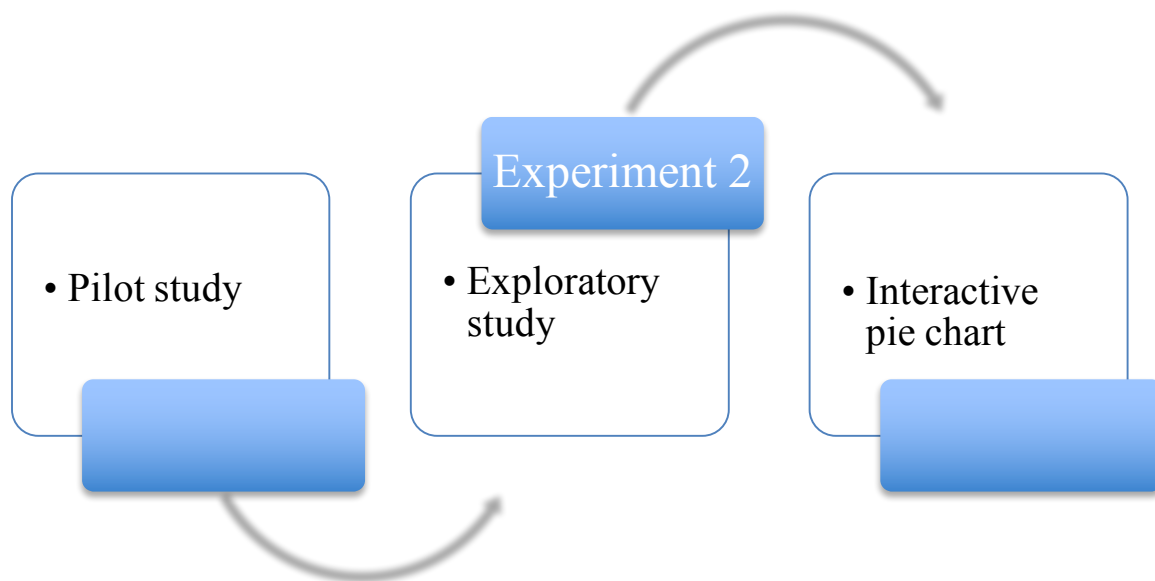 • Pilot study
Experiment 2
• Exploratory
study
• Interactive
pie chart